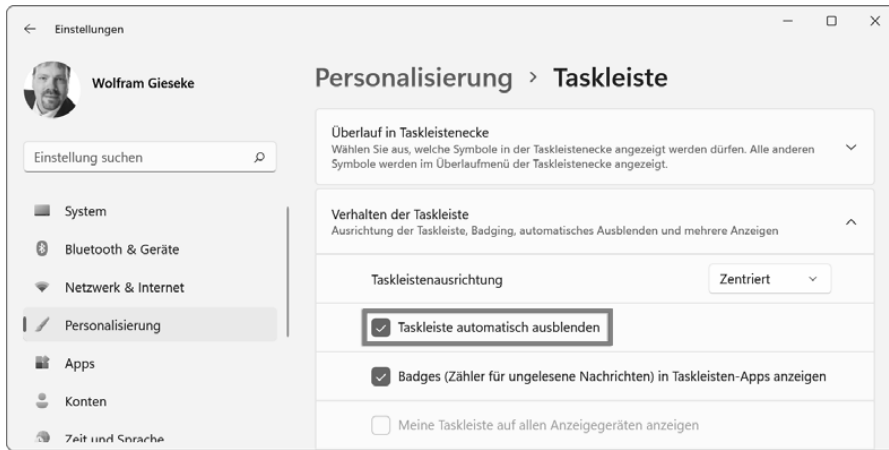 Einstellungen
Wolfram Gieseke
Einstellung suchen
System
Bluetooth & Geräte
Netzwerk & Internet
Personalisierung
Apps
Konten
Zeit und Sprache
Personalisierung > Taskleiste
Überlauf in Taskleistenecke
Wählen Sie aus, welche Symbole in der Taskleistenecke angezeigt werden dürfen. Alle anderen
Symbole werden im Überlaufmenü der Taskleistenecke angezeigt.
Verhalten der Taskleiste
Ausrichtung der Taskleiste, Badging, automatisches Ausblenden und mehrere Anzeigen
Taskleistenausrichtung
Zentriert
Taskleiste automatisch ausblenden
Badges (Zähler für ungelesene Nachrichten) in Taskleisten-Apps anzeigen
Meine Taskleiste auf allen Anzeigegeräten anzeigen